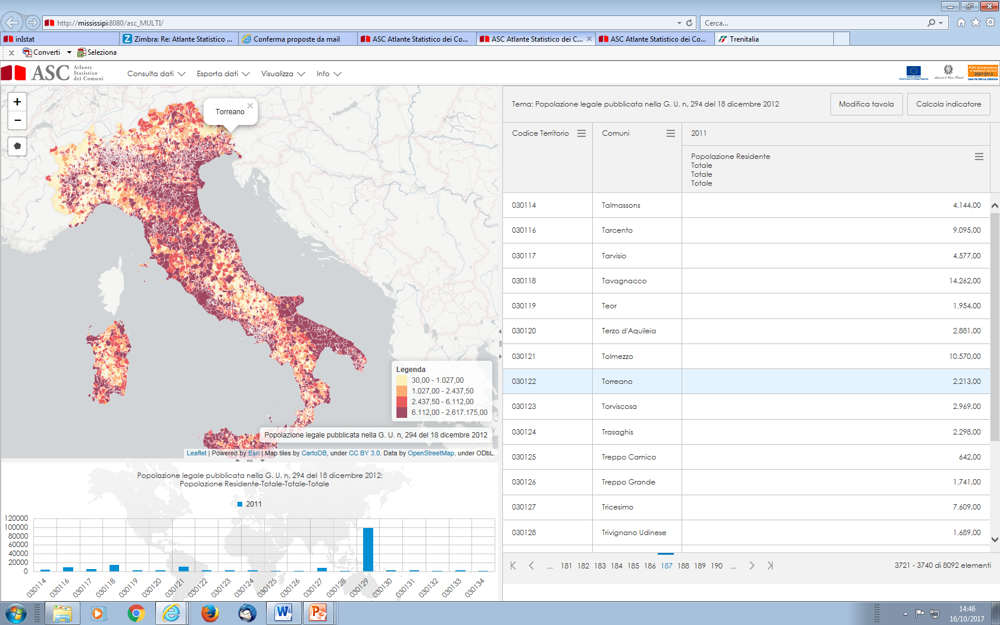 http://mississipi:8080/asc_MULTI/
Cerca...
inIstat
Zimbra: Re: Atlante Statistico ...
Conferma proposte da mail
ASC Atlante Statistico dei Co...
ASC Atlante Statistico dei C...
ASC Atlante Statistico dei Co...
Trenitalia
x Converti Seleziona
ASC Atlante
Statistico
dei Comuni
Consulta dati Esporta dati Visualizza Info
PON Governance
2007-2013
+
−
Torreano
Legenda
30,00 - 1.027,00
1.027,00 - 2.437,50
2.437,50 - 6.112,00
6.112,00 - 2.617.175,00
Popolazione legale pubblicata nella G. U. n, 294 del 18 dicembre 2012
Leaflet | Powered by Esri | Map tiles by CartoDB, under CC BY 3.0. Data by OpenStreetMap, under ODbL.
Popolazione legale pubblicata nella G. U. n, 294 del 18 dicembre 2012:
Popolazione Residente-Totale-Totale-Totale
2011
120000
100000
80000
60000
40000
20000
0
030114 030116 030117 030118 030119 030120 030121 030122 030123 030124 030125 030126 030127 030128 030129 030130 030131 030132 030133 030134
Tema: Popolazione legale pubblicata nella G. U. n, 294 del 18 dicembre 2012
Modifica tavola
Calcola indicatore
Codice Territorio Comuni 2011
Popolazione Residente
Totale
Totale
Totale
030114 Talmassons 4.144,00
030116 Tarcento 9.095,00
030117 Tarvisio 4.577,00
030118 Tavagnacco 14.262,00
030119 Teor 1.954,00
030120 Terzo d'Aquileia 2.881,00
030121 Tolmezzo 10.570,00
030122 Torreano 2.213,00
030123 Torviscosa 2.969,00
030124 Trasaghis 2.298,00
030125 Treppo Carnico 642,00
030126 Treppo Grande 1.741,00
030127 Tricesimo 7.609,00
030128 Trivignano Udinese 1.689,00
... 181 182 183 184 185 186 187 188 189 190 ...
3721 - 3740 di 8092 elementi
14:46
16/10/2017